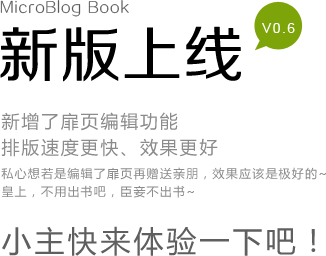 MicroBlog Book
V0.6
新版上线
新增了扉页编辑功能
排版速度更快、效果更好
私心想若是编辑了扉页再赠送亲朋，效果应该是极好的~
皇上，不用出书吧，臣妾不出书~
小主快来体验一下吧！